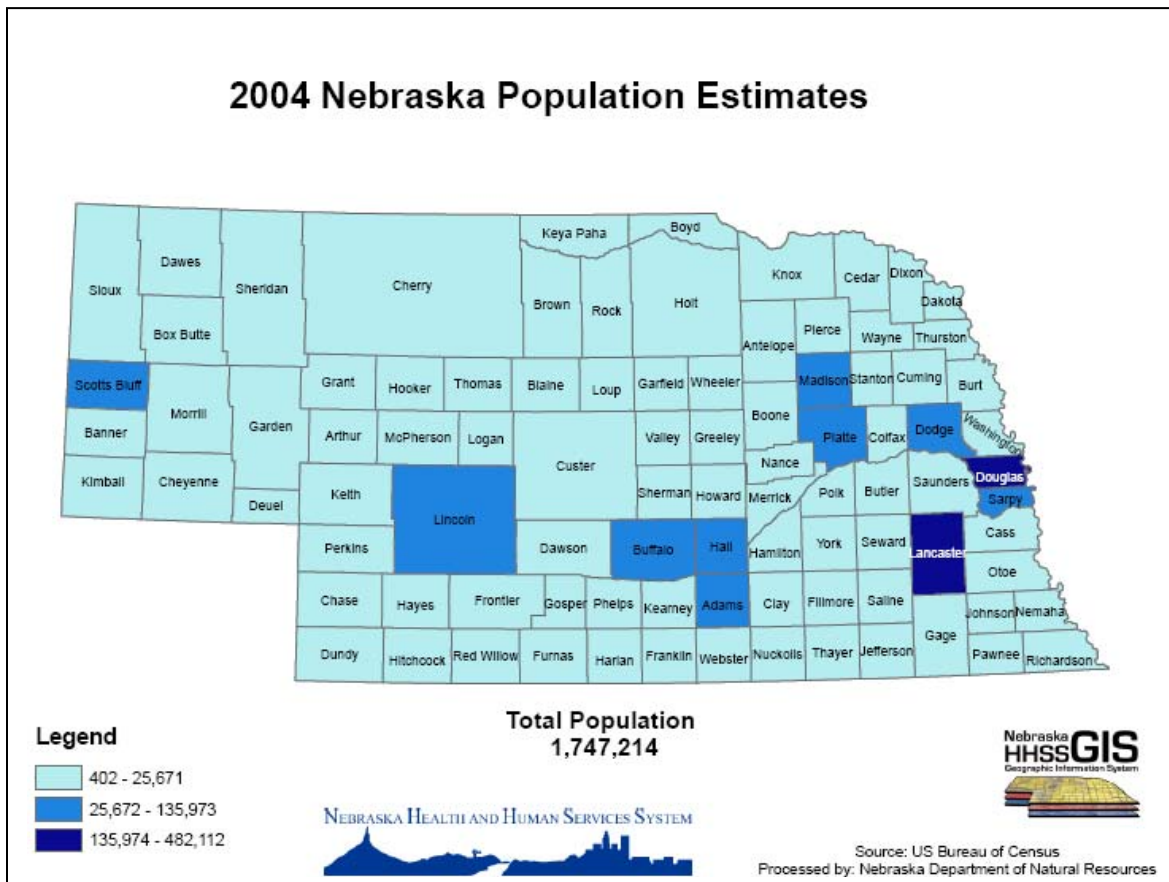 2004 Nebraska Population Estimates
Keya Paha
Boyd
Dawes
Sioux
Sheridan
Cherry
Brown
Rock
Holt
Knox
Cedar
Dixon
Dakota
Box Butte
Antelope
Pierce
Wayne
Thurston
Scotts Bluff
Morrill
Garden
Grant
Hooker
Thomas
Blaine
Loup
Garfield
Wheeler
Boone
Madison
Stanton
Cuming
Burt
Banner
Arthur
McPherson
Logan
Custer
Valley
Greeley
Nance
Platte
Colfax
Dodge
Washington
Kimball
Cheyenne
Deuel
Keith
Lincoln
Sherman
Howard
Merrick
Polk
Butler
Saunders
Douglas
Sarpy
Perkins
Dawson
Buffalo
Hall
Hamilton
York
Seward
Lancaster
Cass
Otoe
Chase
Hayes
Frontier
Gosper
Phelps
Kearney
Adams
Clay
Fillmore
Saline
Gage
Johnson
Nemaha
Dundy
Hitchcock
Red Willow
Furnas
Harlan
Franklin
Webster
Nuckolls
Thayer
Jefferson
Pawnee
Richardson
Total Population
1,747,214
Legend
402 - 25,671
25,672 - 135,973
135,974 - 482,112
NEBRASKA HEALTH AND HUMAN SERVICES SYSTEM
Nebraska
HHSSGIS
Geographic Information System
Source: US Bureau of Census
Processed by: Nebraska Department of Natural Resources